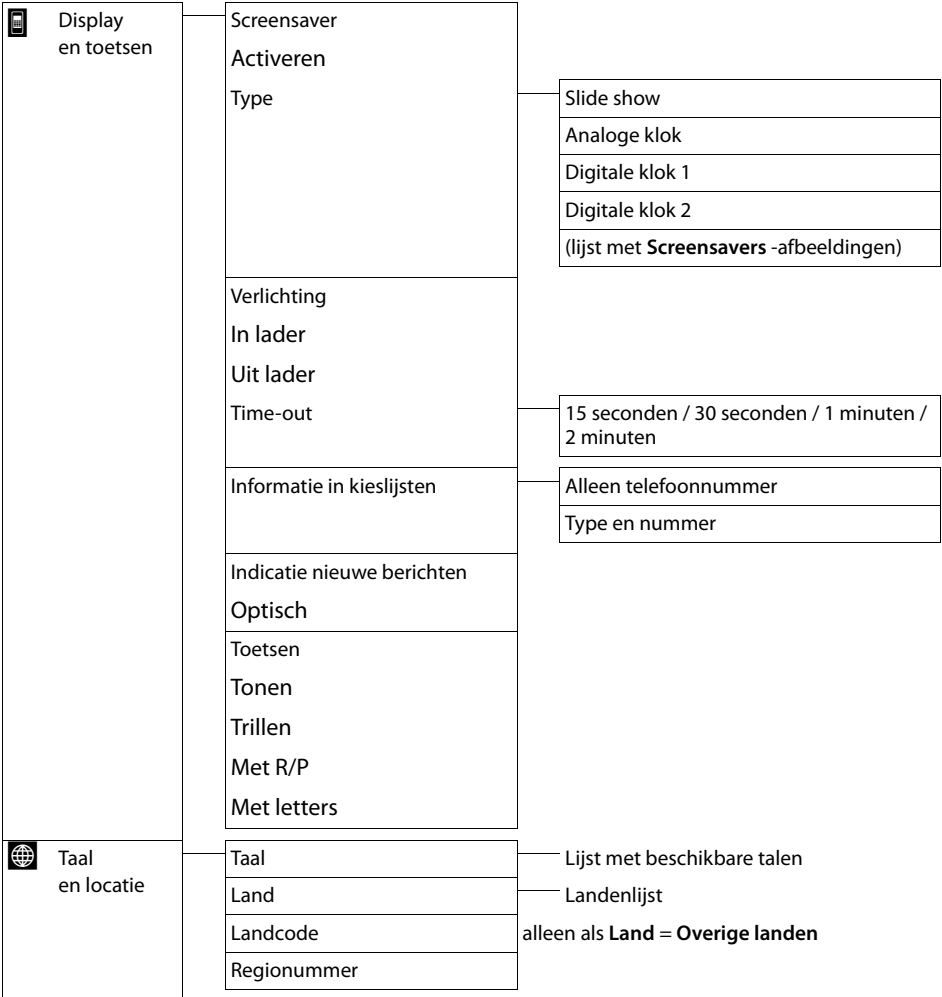 Display
en toetsen
Screensaver
Activeren
Type
Slide show
Analoge klok
Digitale klok 1
Digitale klok 2
(lijst met Screensavers -afbeeldingen)
Verlichting
In lader
Uit lader
Time-out
15 seconden / 30 seconden / 1 minuten /
2 minuten
Informatie in kieslijsten
Alleen telefoonnummer
Type en nummer
Indicatie nieuwe berichten
Optisch
Toetsen
Tonen
Trillen
Met R/P
Met letters
Taal
en locatie
Taal
Lijst met beschikbare talen
Land
Landenlijst
Landcode
alleen als Land = Overige landen
Regionummer